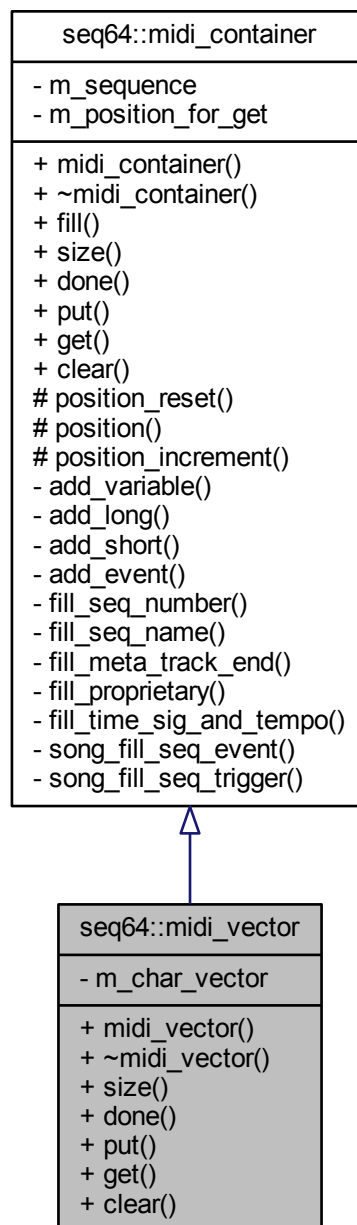 seq64::midi_container
- m_sequence
- m_position_for_get
+ midi_container()
+ ~midi_container()
+ fill()
+ size()
+ done()
+ put()
+ get()
+ clear()
# position_reset()
# position()
# position_increment()
- add_variable()
- add_long()
- add_short()
- add_event()
- fill_seq_number()
- fill_seq_name()
- fill_meta_track_end()
- fill_proprietary()
- fill_time_sig_and_tempo()
- song_fill_seq_event()
- song_fill_seq_trigger()
seq64::midi_vector
- m_char_vector
+ midi_vector()
+ ~midi_vector()
+ size()
+ done()
+ put()
+ get()
+ clear()